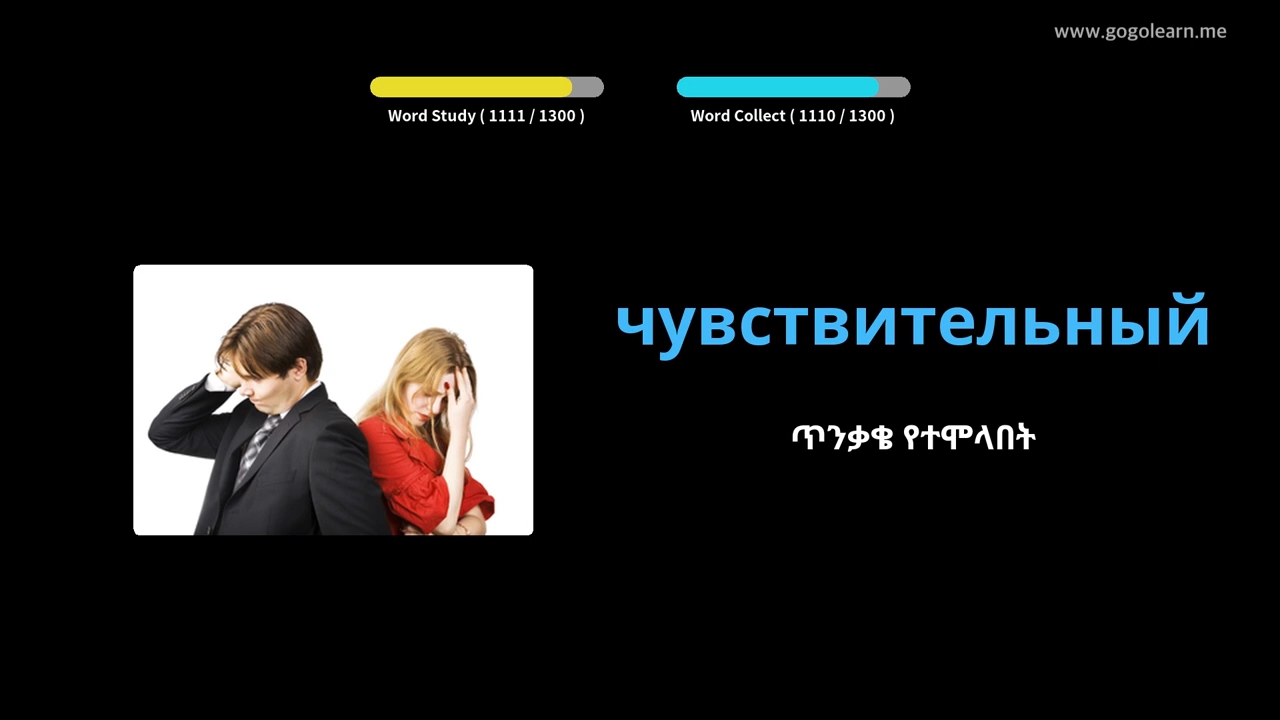 www.gogolearn.me
Word Study ( 1111 / 1300 )
Word Collect ( 1110 / 1300 )
чувствительный
ጥንቃቄ የተሞላበት